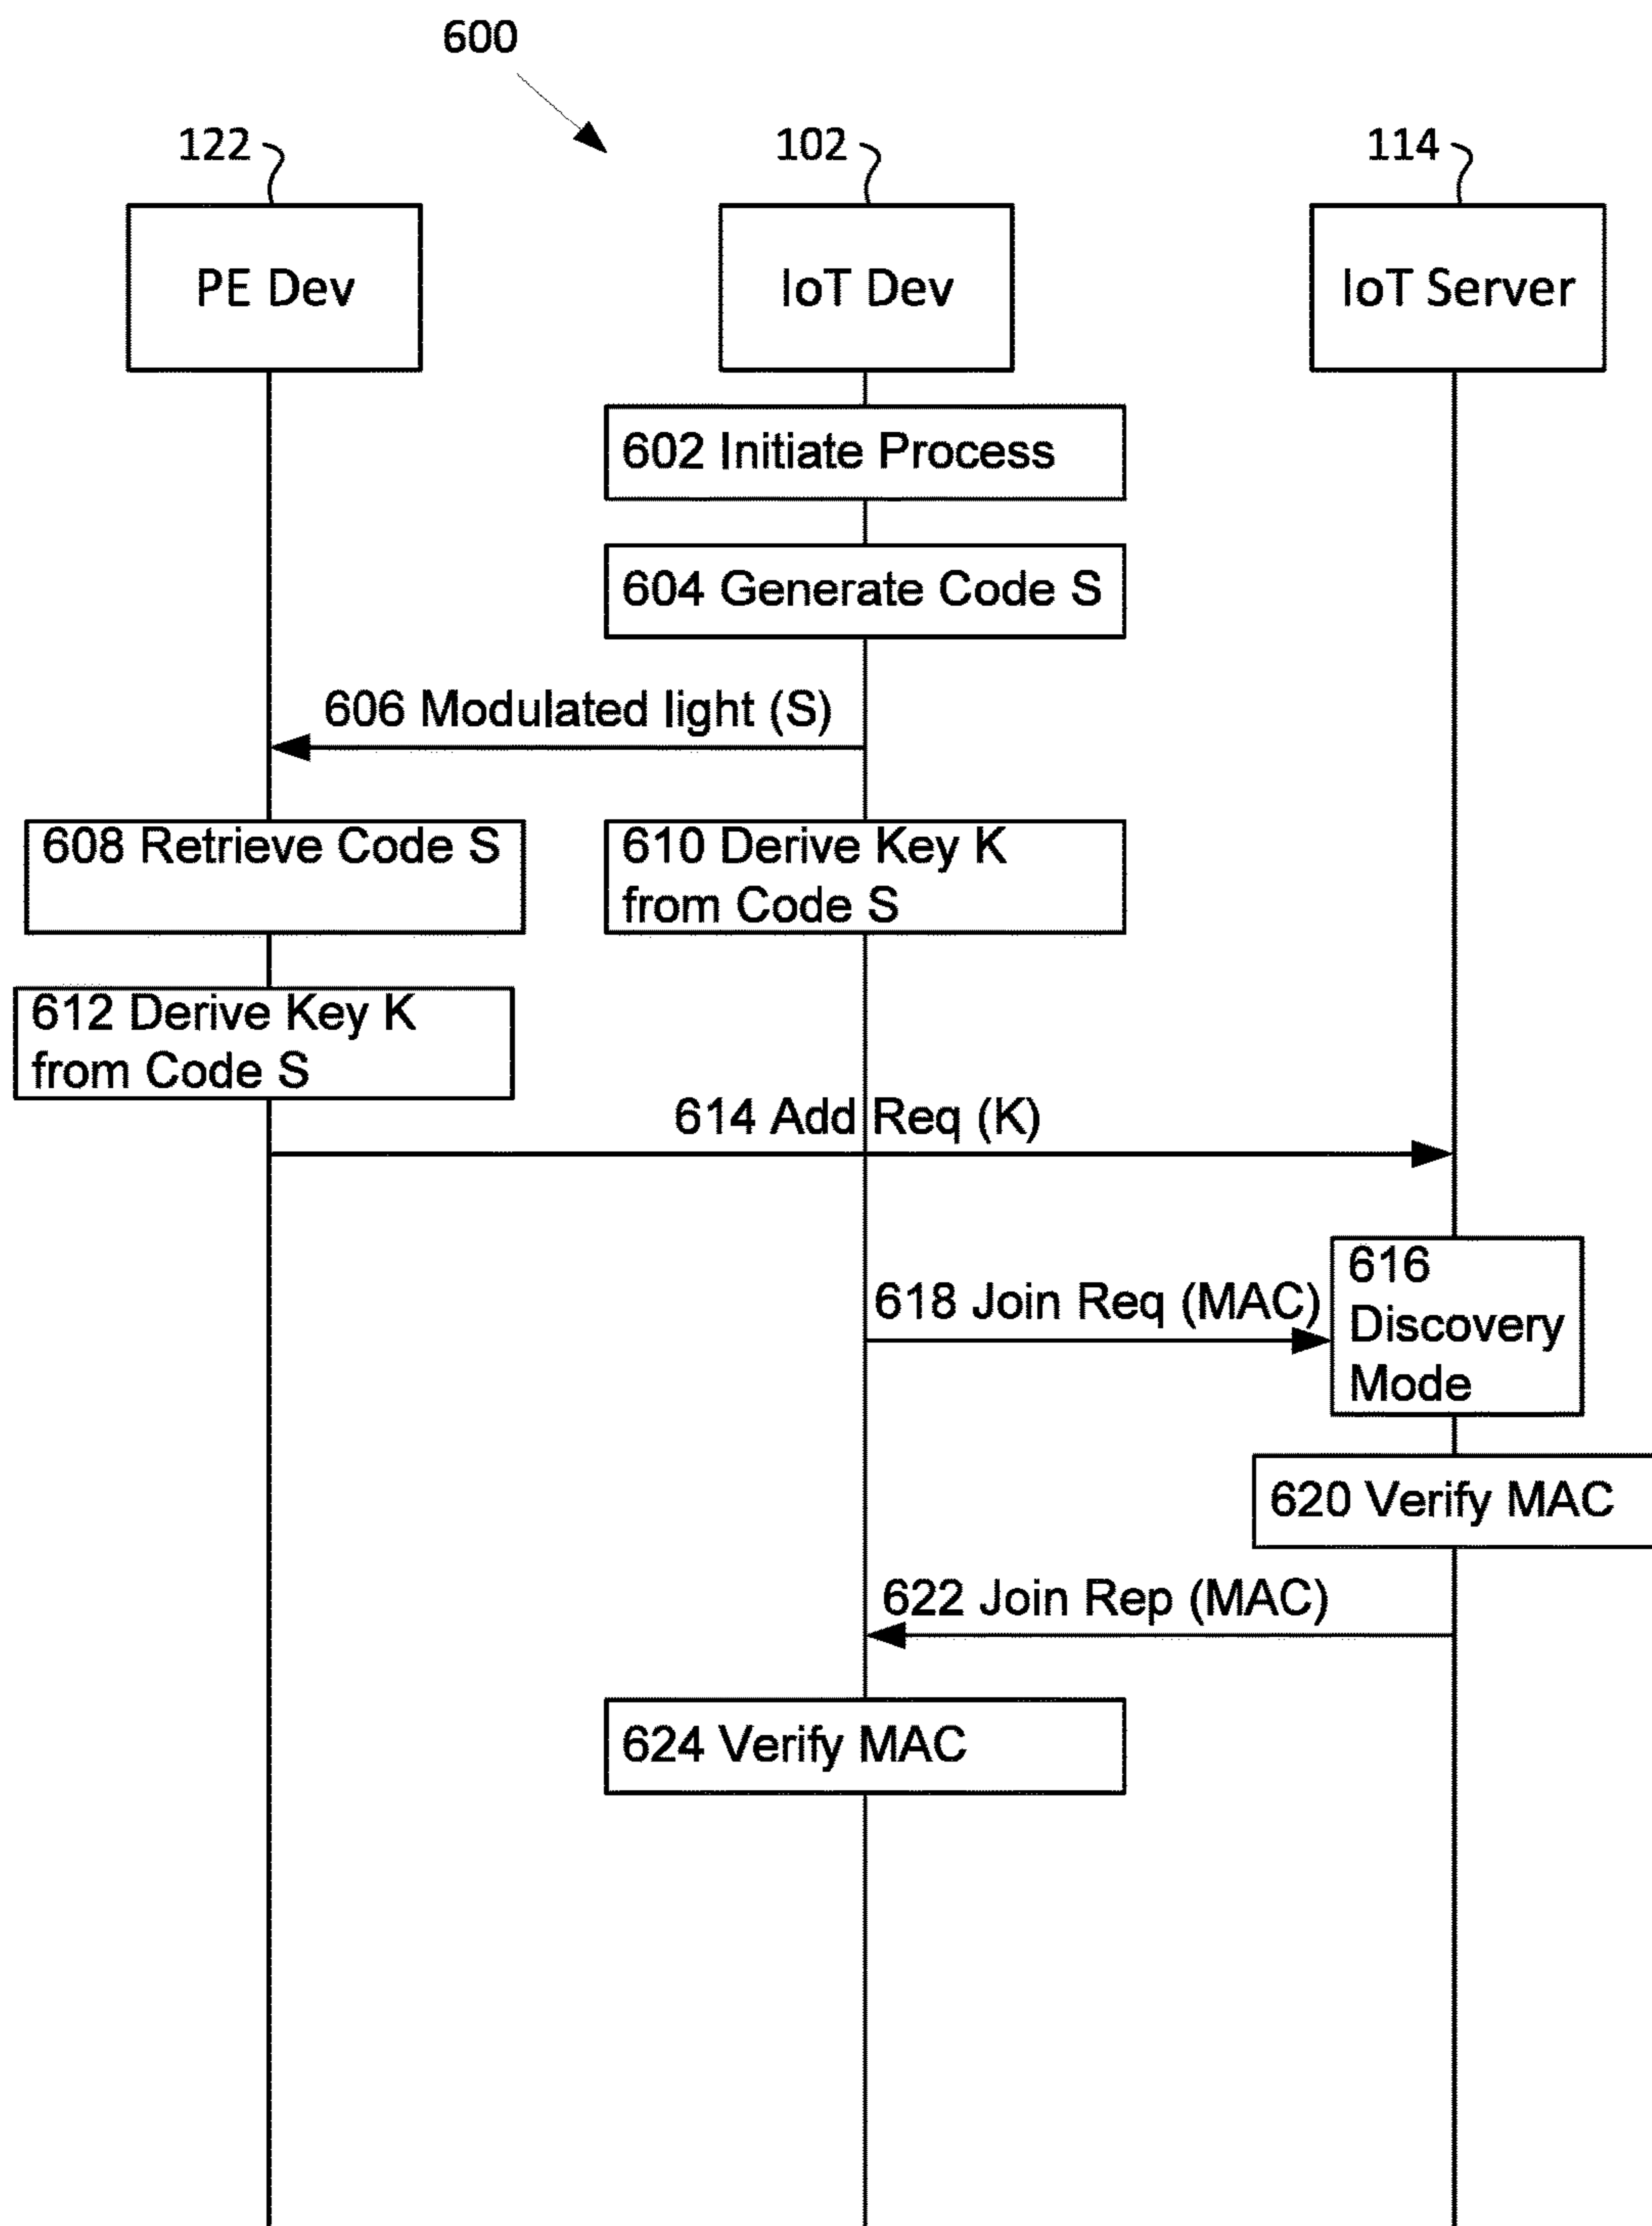 600
122
102
114
PE Dev
IoT Dev
IoT Server
602 Initiate Process
604 Generate Code S
606 Modulated light (S)
608 Retrieve Code S
610 Derive Key K
from Code S
612 Derive Key K
from Code S
614 Add Req (K)
616
Discovery
Mode
618 Join Req (MAC)
620 Verify MAC
622 Join Rep (MAC)
624 Verify MAC